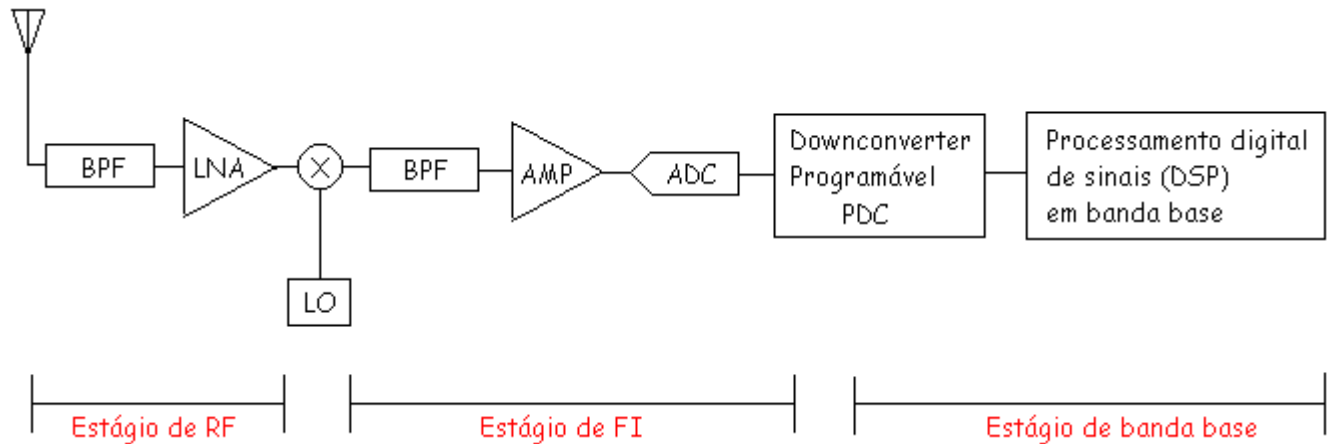 BPF
LNA
X
LO
BPF
AMP
ADC
Downconverter
Programável
PDC
Processamento digital
de sinais (DSP)
em banda base
Estágio de RF
Estágio de FI
Estágio de banda base